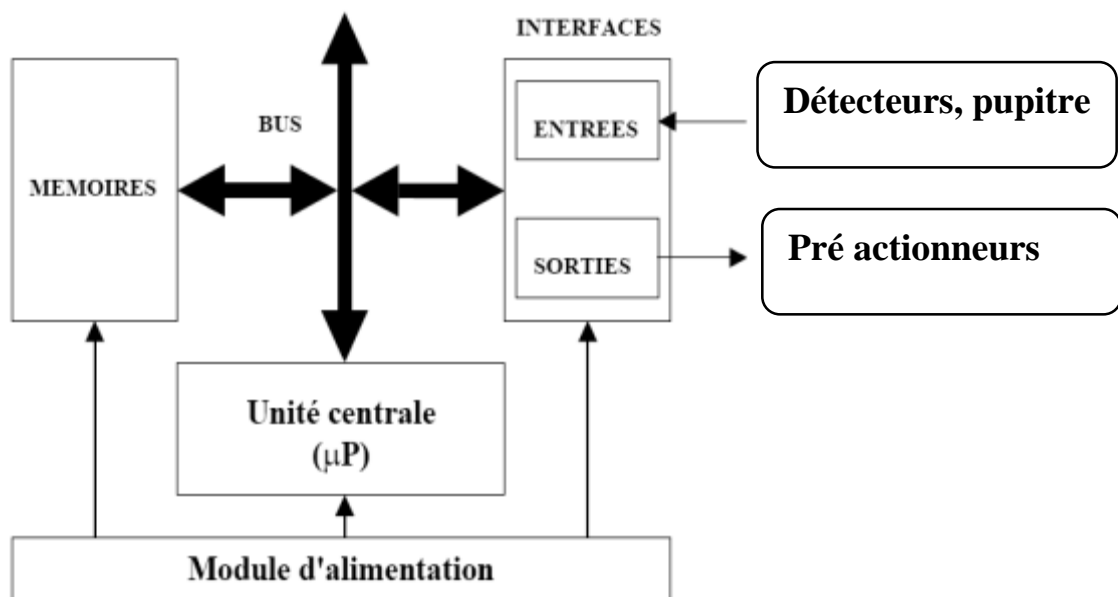 INTERFACES
Détecteurs, pupitre
BUS
ENTREES
MEMOIRES
Pré actionneurs
SORTIES
Unité centrale
(µP)
Module d'alimentation